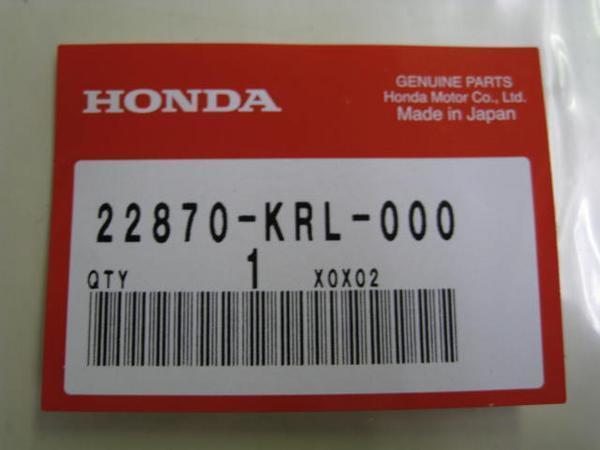 HONDA
GENUINE PARTS
Honda Motor Co., Ltd.
Made in Japan
22870-KRL-000
QTY 1 X0X02